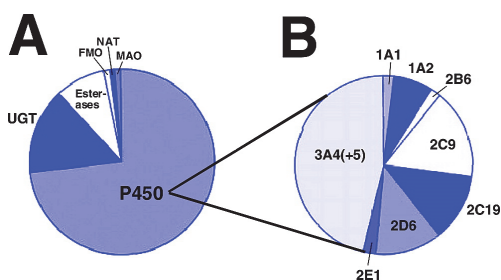 A
B
NAT
FMO
MAO
Ester-
ases
UGT
P450
1A1
1A2
2B6
2C9
3A4(+5)
2C19
2D6
2E1